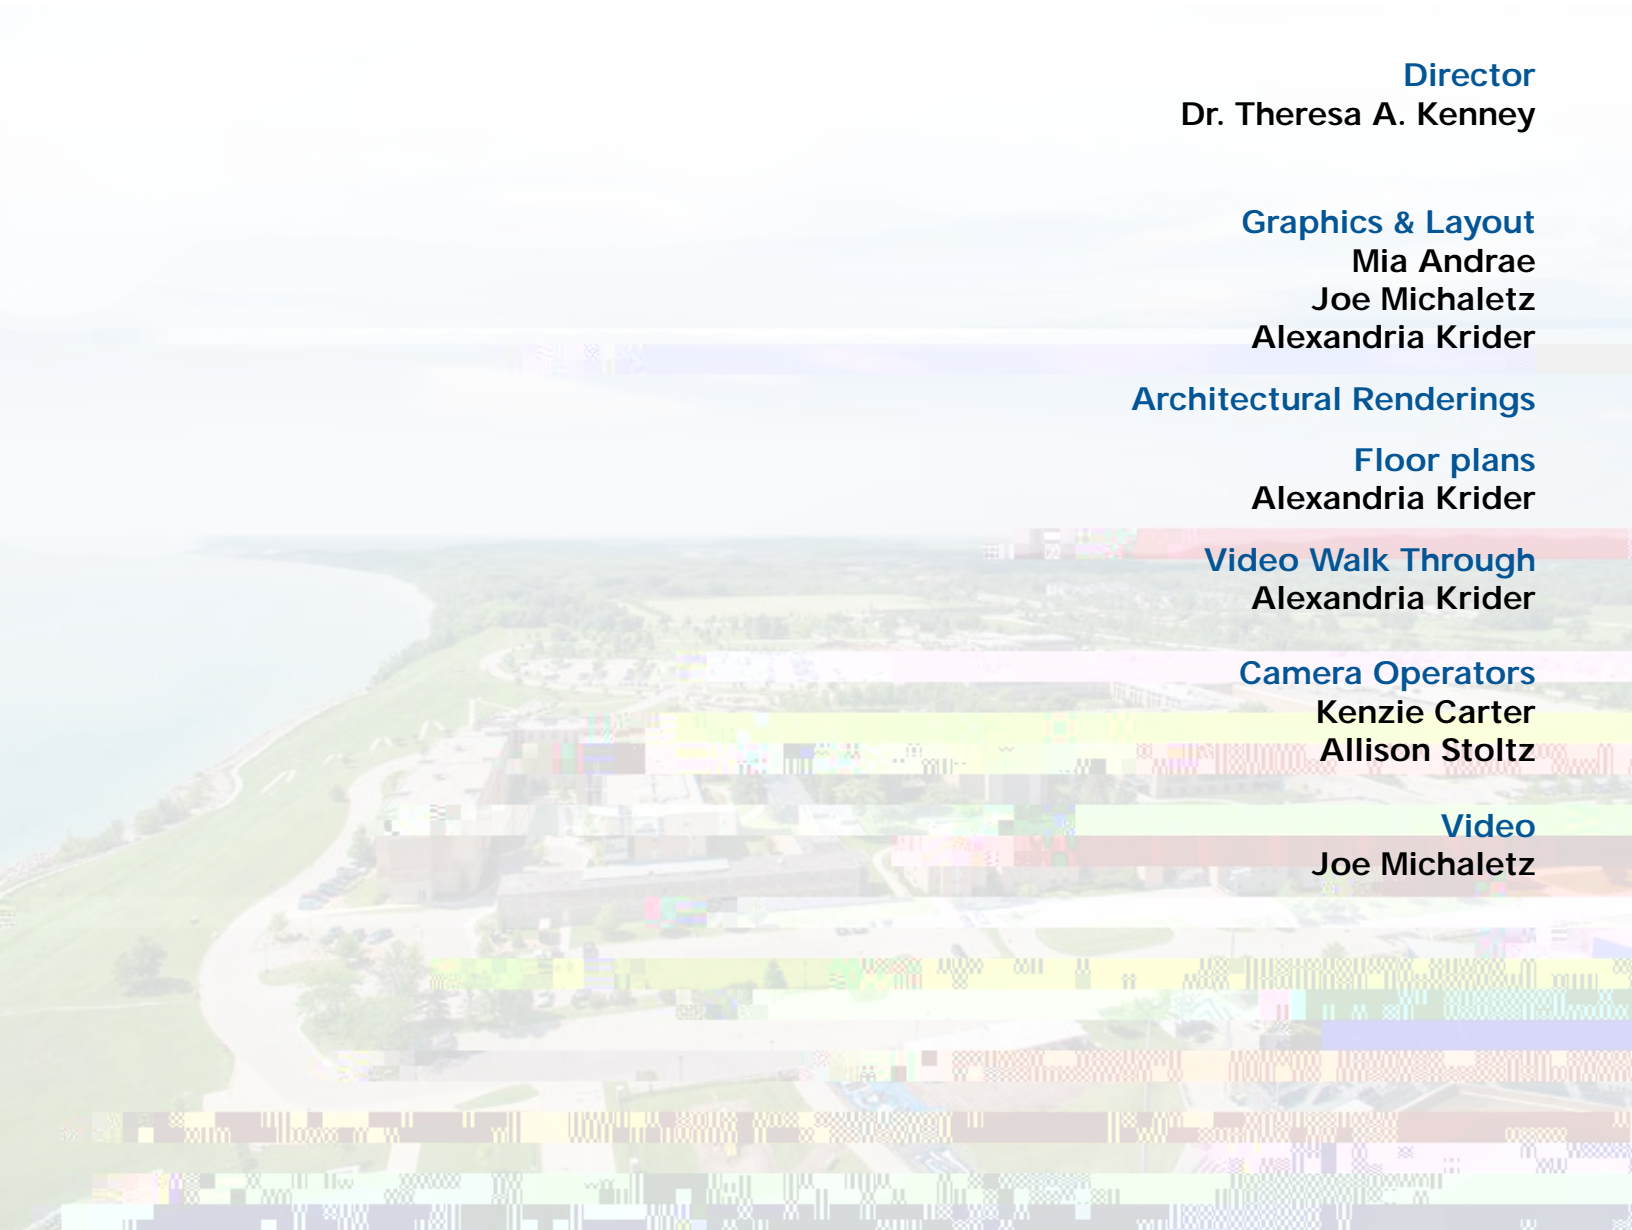 Director
Dr. Theresa A. Kenney
Graphics & Layout
Mia Andrae
Joe Michaletz
Alexandria Krider
Architectural Renderings
Floor plans
Alexandria Krider
Video Walk Through
Alexandria Krider
Camera Operators
Kenzie Carter
Allison Stoltz
Video
Joe Michaletz